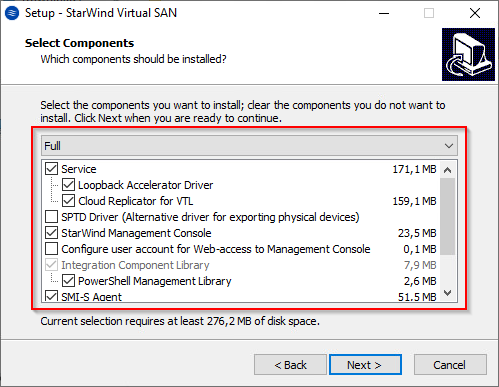 Setup - StarWind Virtual SAN
Select Components
Which components should be installed?
Select the components you want to install; clear the components you do not want to
install. Click Next when you are ready to continue.
Full
Service 171,1 MB
Loopback Accelerator Driver
Cloud Replicator for VTL 159,1 MB
SPTD Driver (Alternative driver for exporting physical devices)
StarWind Management Console 23,5 MB
Configure user account for Web-access to Management Console 0,1 MB
Integration Component Library 7,9 MB
PowerShell Management Library 2,6 MB
SMI-S Agent 51,5 MB
Current selection requires at least 276,2 MB of disk space.
< Back Next > Cancel